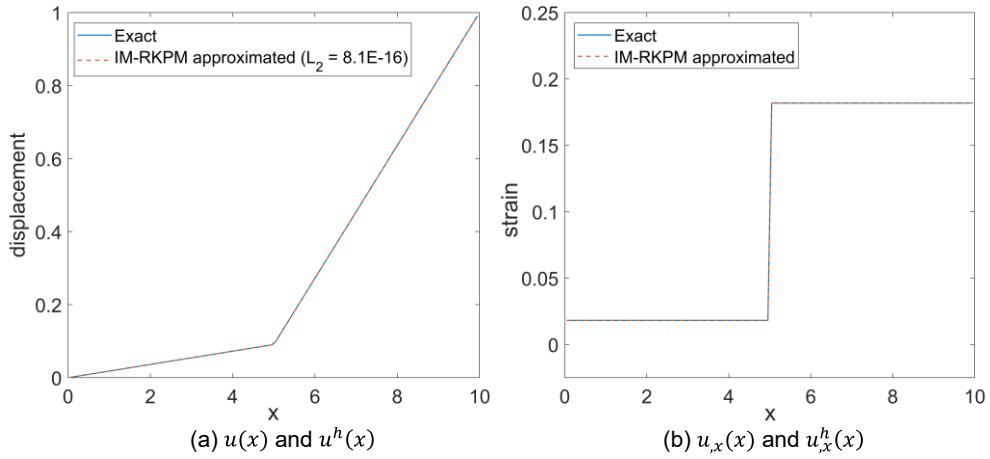 Exact
IM-RKPM approximated (L₂ = 8.1E-16)
1
0.8
0.6
0.4
0.2
0
displacement
0 2 4 6 8 10
x
(a) u(x) and uʰ(x)
Exact
IM-RKPM approximated
0.25
0.2
0.15
0.1
0.05
0
strain
0 2 4 6 8 10
x
(b) u,ₓ(x) and uʰ,ₓ(x)